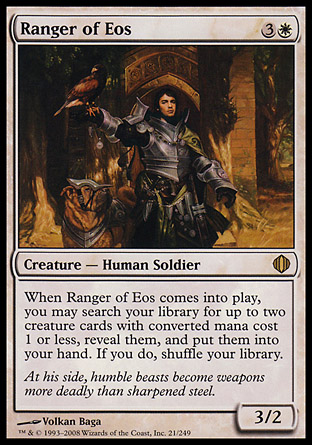 Ranger of Eos 3
Creature — Human Soldier
When Ranger of Eos comes into play,
you may search your library for up to two
creature cards with converted mana cost
1 or less, reveal them, and put them into
your hand. If you do, shuffle your library.
At his side, humble beasts become weapons
more deadly than sharpened steel.
Volkan Baga
™ & © 1993–2008 Wizards of the Coast, Inc. 21/249
3/2